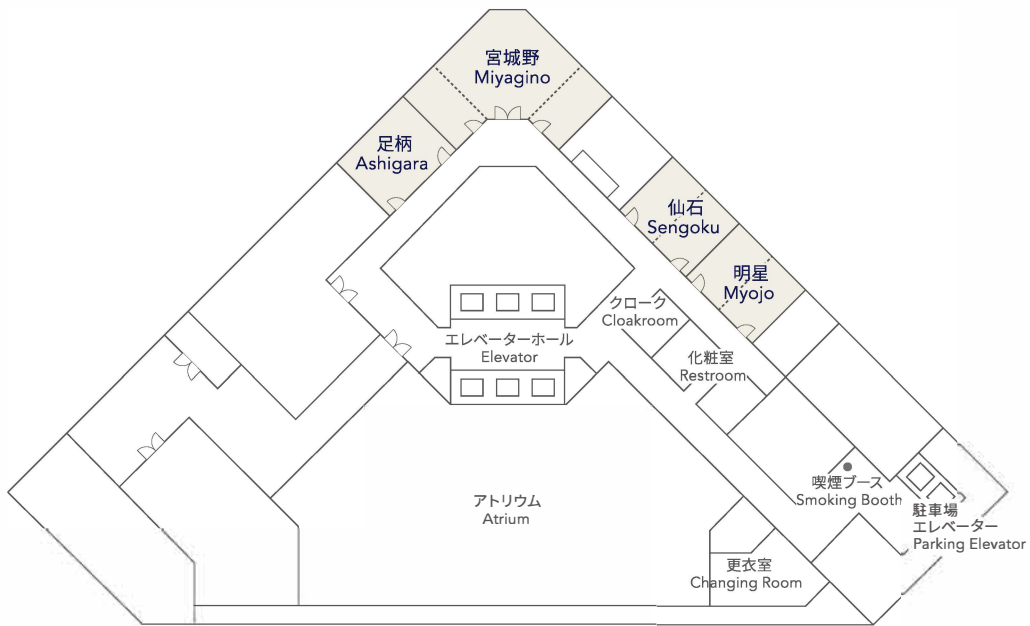 宮城野
Miyagino
足柄
Ashigara
仙石
Sengoku
明星
Myojo
クローク
Cloakroom
エレベーターホール
Elevator
化粧室
Restroom
喫煙ブース
Smoking Booth
アトリウム
Atrium
駐車場
エレベーター
Parking Elevator
更衣室
Changing Room